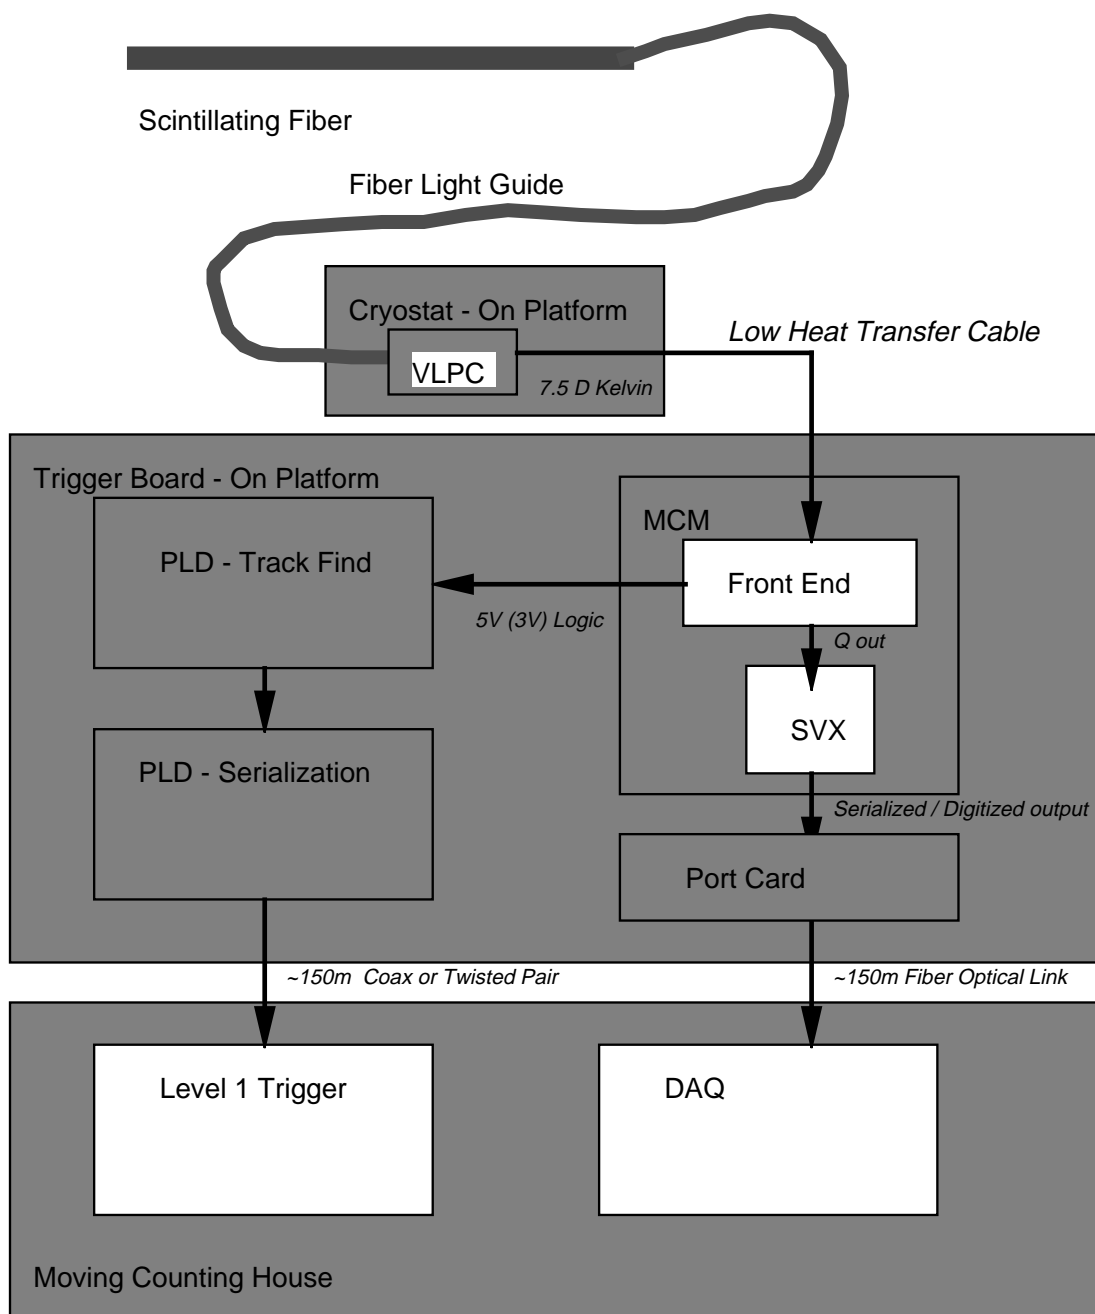 Scintillating Fiber
Fiber Light Guide
Cryostat - On Platform
Low Heat Transfer Cable
VLPC
7.5 D Kelvin
Trigger Board - On Platform
MCM
PLD - Track Find
Front End
5V (3V) Logic
Q out
SVX
PLD - Serialization
Serialized / Digitized output
Port Card
~150m  Coax or Twisted Pair
~150m Fiber Optical Link
Level 1 Trigger
DAQ
Moving Counting House